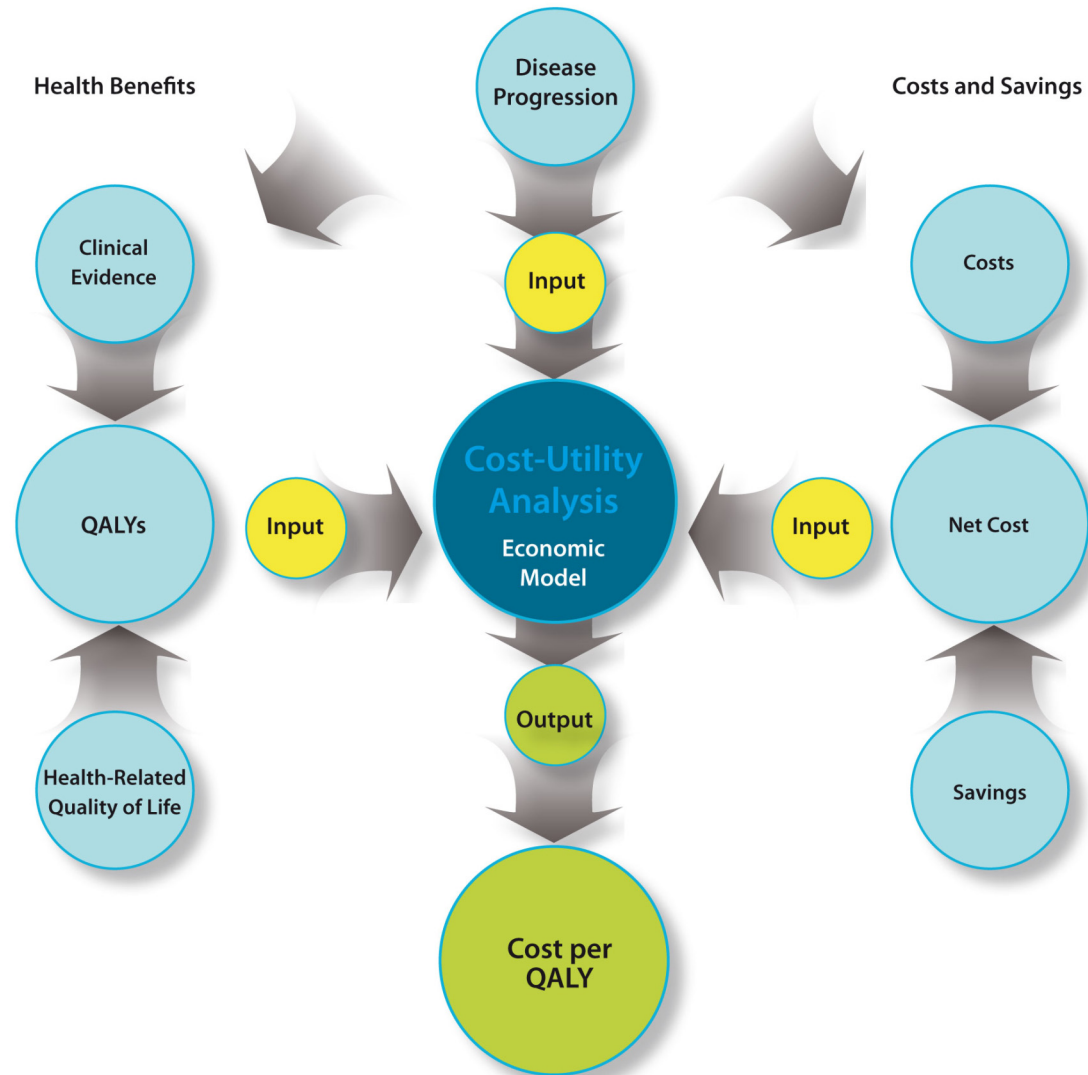 Health Benefits
Disease
Progression
Costs and Savings
Clinical
Evidence
Input
Costs
QALYs
Input
Cost-Utility
Analysis
Economic
Model
Input
Net Cost
Output
Health-Related
Quality of Life
Savings
Cost per
QALY